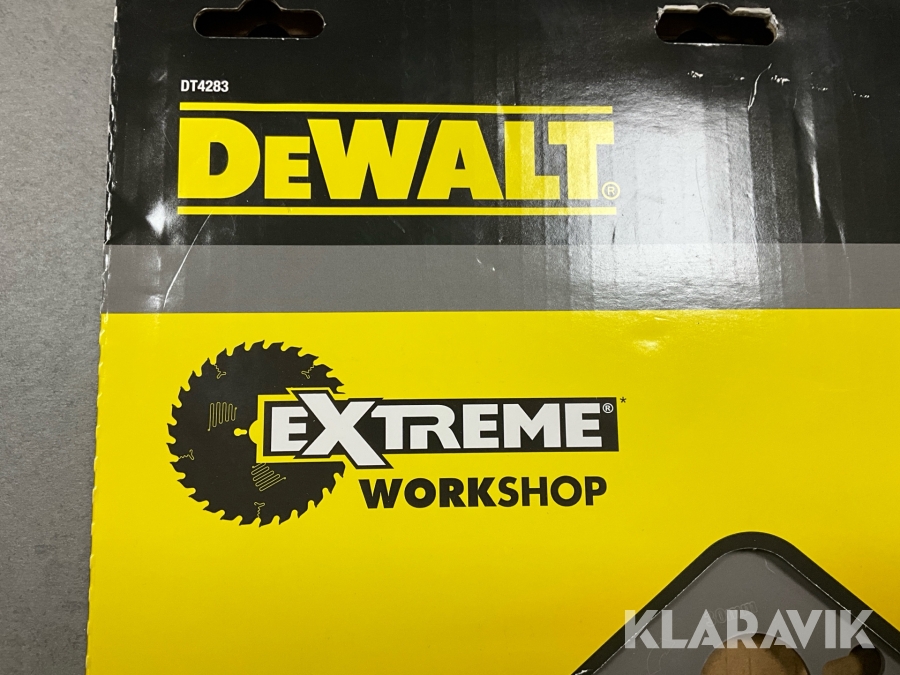 DT4283
DEWALT®
EXTREME®*
WORKSHOP
KLARAVIK